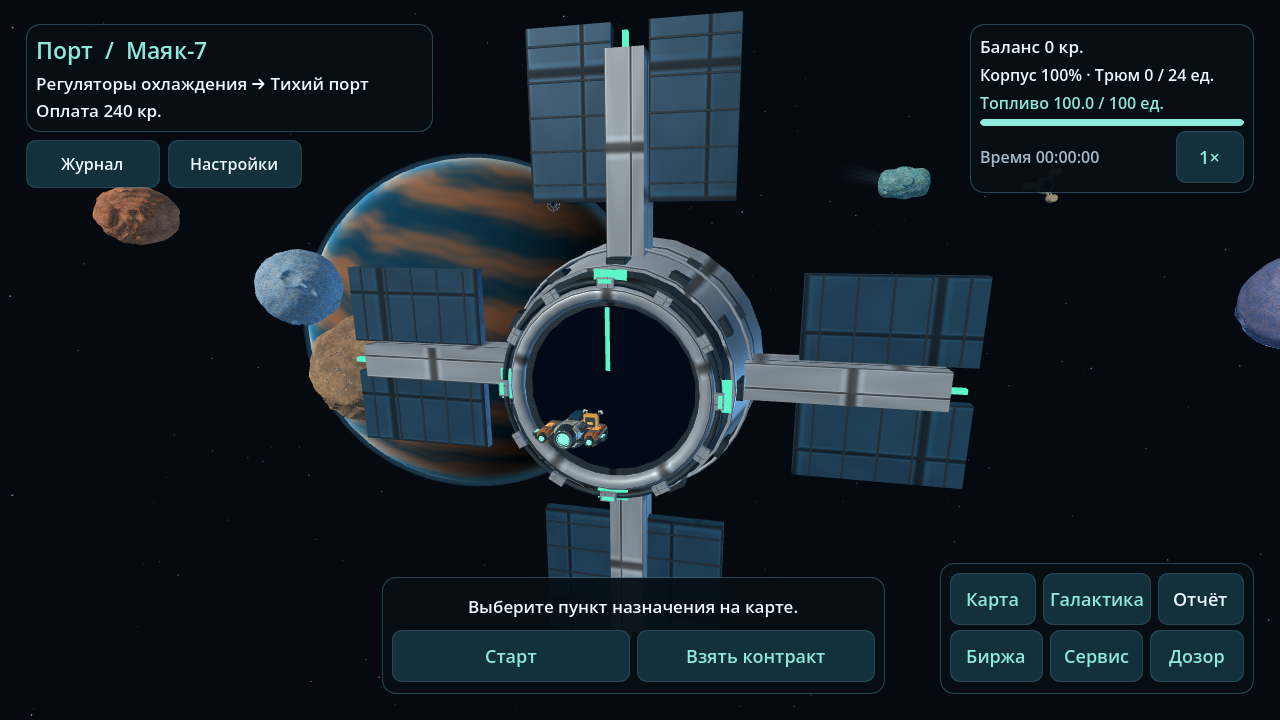 Порт / Маяк-7
Регуляторы охлаждения → Тихий порт
Оплата 240 кр.
Журнал
Настройки
Баланс 0 кр.
Корпус 100% · Трюм 0 / 24 ед.
Топливо 100.0 / 100 ед.
Время 00:00:00
1×
Выберите пункт назначения на карте.
Старт
Взять контракт
Карта
Галактика
Отчёт
Биржа
Сервис
Дозор